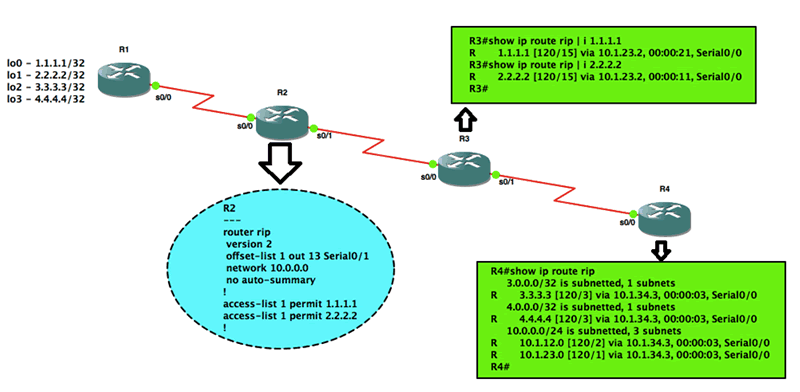 R1
lo0 - 1.1.1.1/32
lo1 - 2.2.2.2/32
lo2 - 3.3.3.3/32
lo3 - 4.4.4.4/32
s0/0
R2
s0/0
s0/1
R3#show ip route rip | i 1.1.1.1
R 1.1.1.1 [120/15] via 10.1.23.2, 00:00:21, Serial0/0
R3#show ip route rip | i 2.2.2.2
R 2.2.2.2 [120/15] via 10.1.23.2, 00:00:11, Serial0/0
R3#
R3
s0/0
s0/1
R4
s0/0
R2
---
router rip
version 2
offset-list 1 out 13 Serial0/1
network 10.0.0.0
no auto-summary
!
access-list 1 permit 1.1.1.1
access-list 1 permit 2.2.2.2
!
R4#show ip route rip
3.0.0.0/32 is subnetted, 1 subnets
R 3.3.3.3 [120/3] via 10.1.34.3, 00:00:03, Serial0/0
4.0.0.0/32 is subnetted, 1 subnets
R 4.4.4.4 [120/3] via 10.1.34.3, 00:00:03, Serial0/0
10.0.0.0/24 is subnetted, 3 subnets
R 10.1.12.0 [120/2] via 10.1.34.3, 00:00:03, Serial0/0
R 10.1.23.0 [120/1] via 10.1.34.3, 00:00:03, Serial0/0
R4#